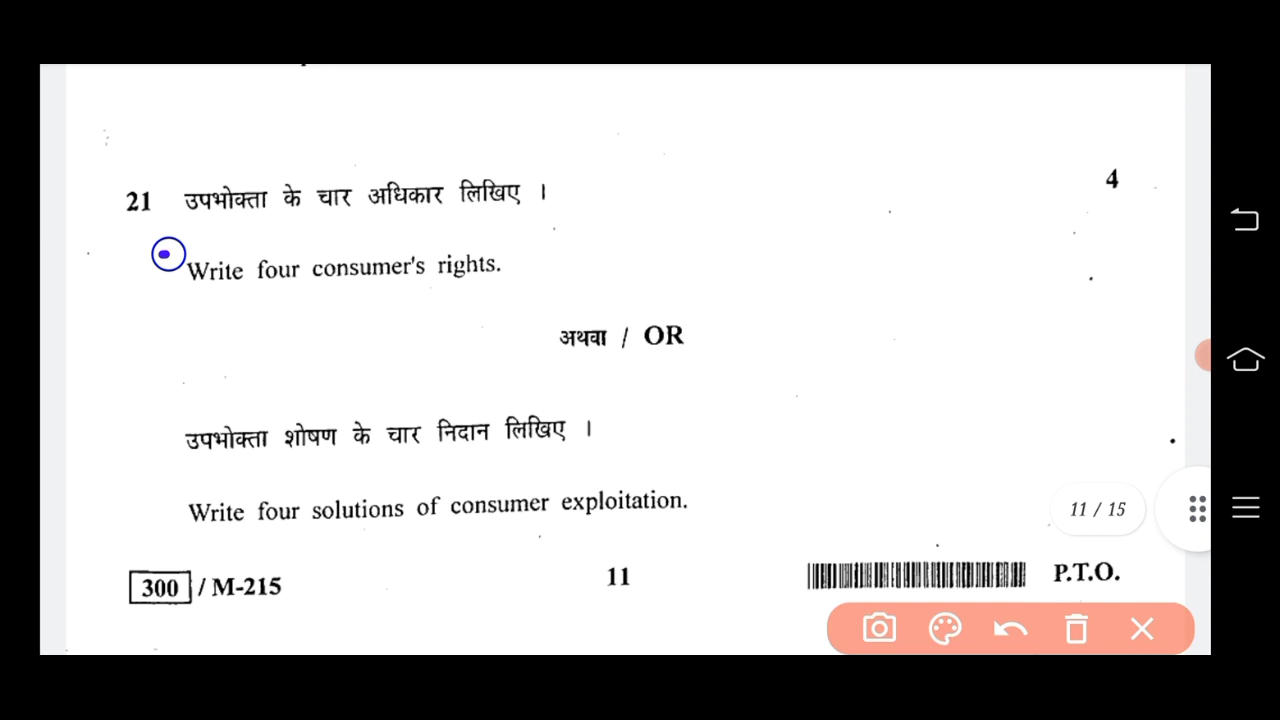 21 उपभोक्ता के चार अधिकार लिखिए । 4
Write four consumer's rights.
अथवा / OR
उपभोक्ता शोषण के चार निदान लिखिए ।
Write four solutions of consumer exploitation.
11 / 15
300 / M-215 11 P.T.O.